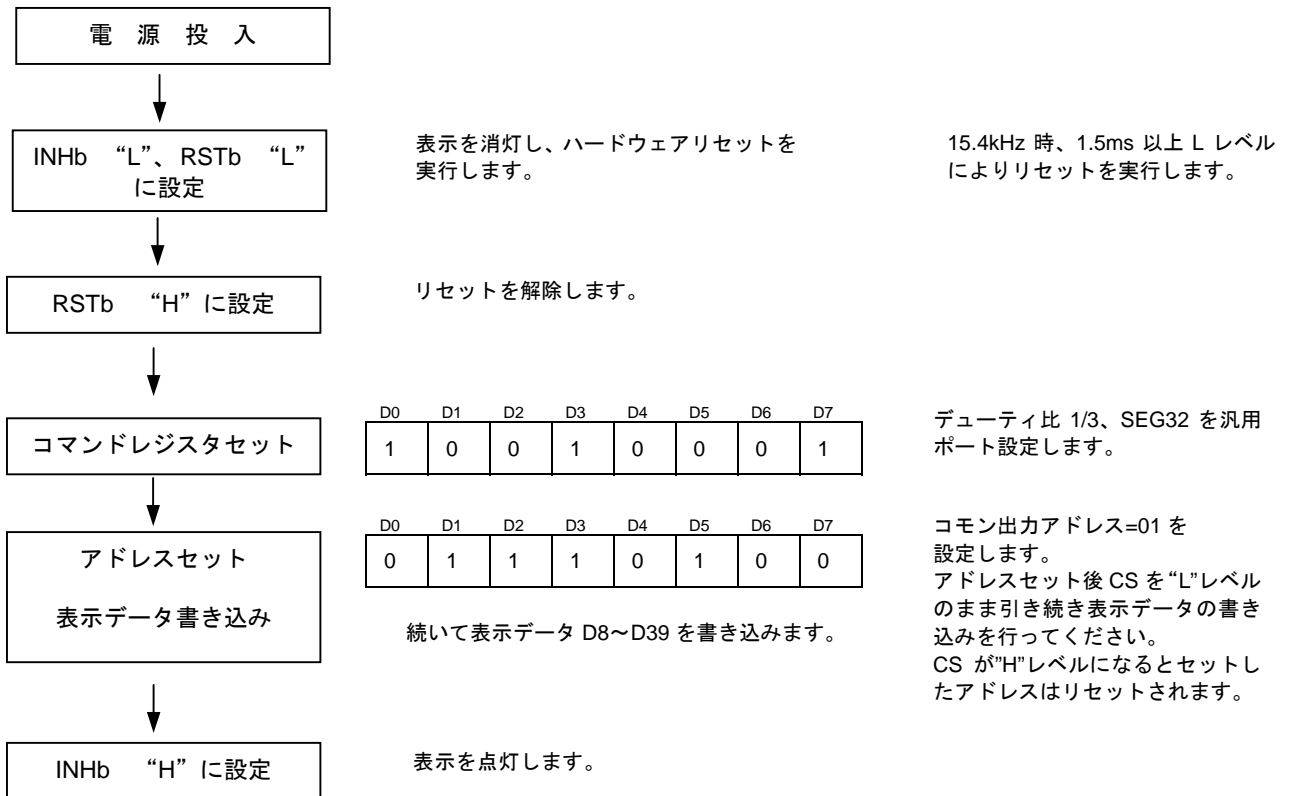 電 源 投 入
INHb “L”、RSTb “L”
に設定
表示を消灯し、ハードウェアリセットを
実行します。
15.4kHz 時、1.5ms 以上 L レベル
によりリセットを実行します。
RSTb “H”に設定
リセットを解除します。
コマンドレジスタセット
D0 D1 D2 D3 D4 D5 D6 D7
1 0 0 1 0 0 0 1
デューティ比 1/3、SEG32 を汎用
ポート設定します。
アドレスセット
表示データ書き込み
D0 D1 D2 D3 D4 D5 D6 D7
0 1 1 1 0 1 0 0
続いて表示データ D8～D39 を書き込みます。
コモン出力アドレス=01 を
設定します。
アドレスセット後 CS を“L”レベル
のまま引き続き表示データの書き
込みを行ってください。
CS が”H”レベルになるとセットし
たアドレスはリセットされます。
INHb “H”に設定
表示を点灯します。